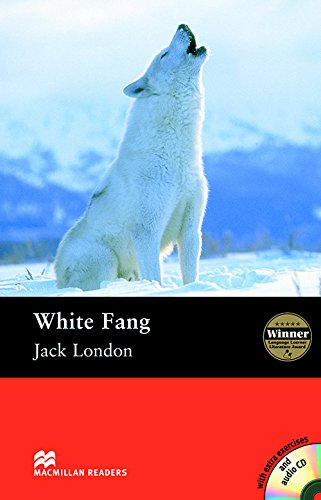 White Fang
Jack London
Winner
Language Learner
Literature Award
MACMILLAN READERS
with extra exercises
and
audio CD